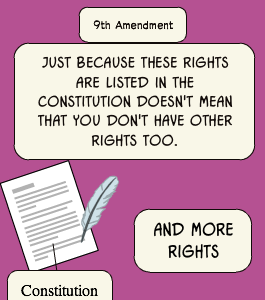 9th Amendment
JUST BECAUSE THESE RIGHTS
ARE LISTED IN THE
CONSTITUTION DOESN'T MEAN
THAT YOU DON'T HAVE OTHER
RIGHTS TOO.
AND MORE
RIGHTS
Constitution